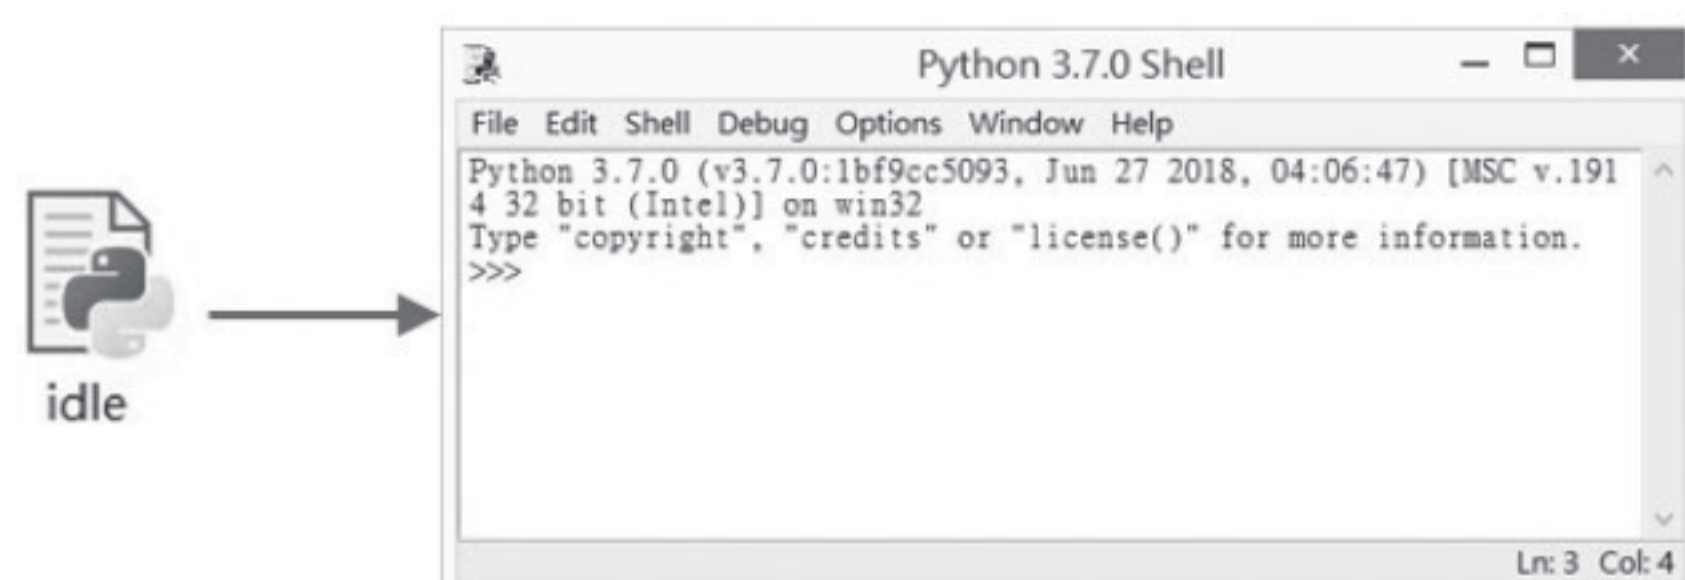 idle
Python 3.7.0 Shell
File Edit Shell Debug Options Window Help
Python 3.7.0 (v3.7.0:1bf9cc5093, Jun 27 2018, 04:06:47) [MSC v.191
4 32 bit (Intel)] on win32
Type "copyright", "credits" or "license()" for more information.
>>>
Ln: 3 Col: 4